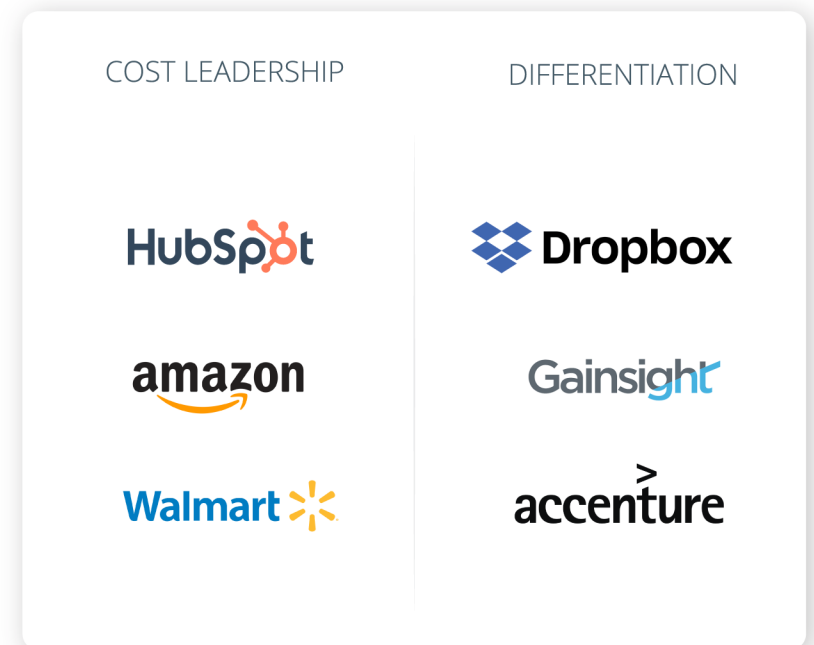 COST LEADERSHIP
DIFFERENTIATION
HubSpot
Dropbox
amazon
Gainsight
Walmart
accenture